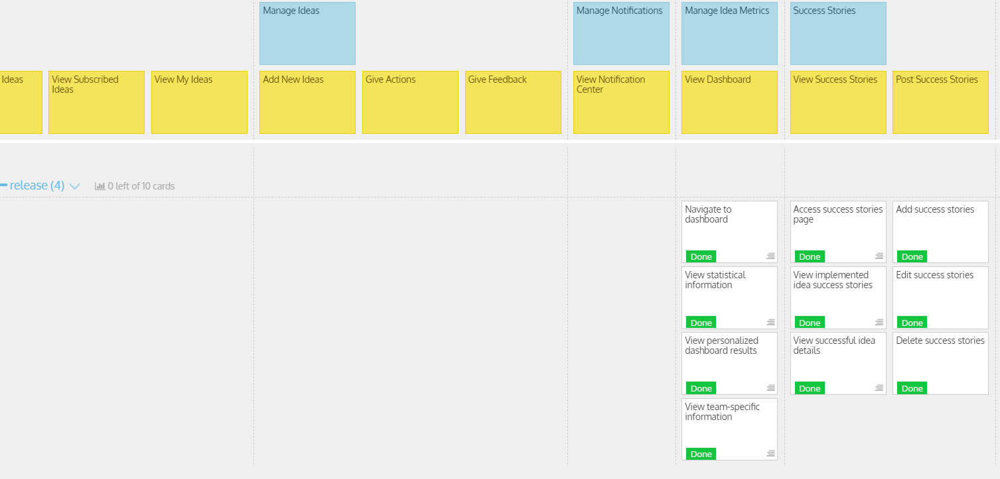 Manage Ideas
Manage Notifications
Manage Idea Metrics
Success Stories
Ideas
View Subscribed
Ideas
View My Ideas
Add New Ideas
Give Actions
Give Feedback
View Notification
Center
View Dashboard
View Success Stories
Post Success Stories
release (4)
0 left of 10 cards
Navigate to
dashboard
Done
Access success stories
page
Done
Add success stories
Done
View statistical
information
Done
View implemented
idea success stories
Done
Edit success stories
Done
View personalized
dashboard results
Done
View successful idea
details
Done
Delete success stories
Done
View team-specific
information
Done